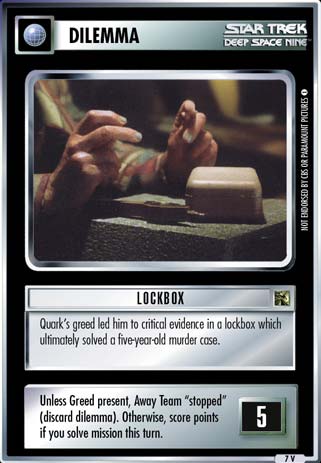 DILEMMA
STAR TREK
DEEP SPACE NINE
NOT ENDORSED BY CBS OR PARAMOUNT PICTURES
LOCKBOX
Quark's greed led him to critical evidence in a lockbox which
ultimately solved a five-year-old murder case.
Unless Greed present, Away Team "stopped"
(discard dilemma). Otherwise, score points
if you solve mission this turn.
5
7 V